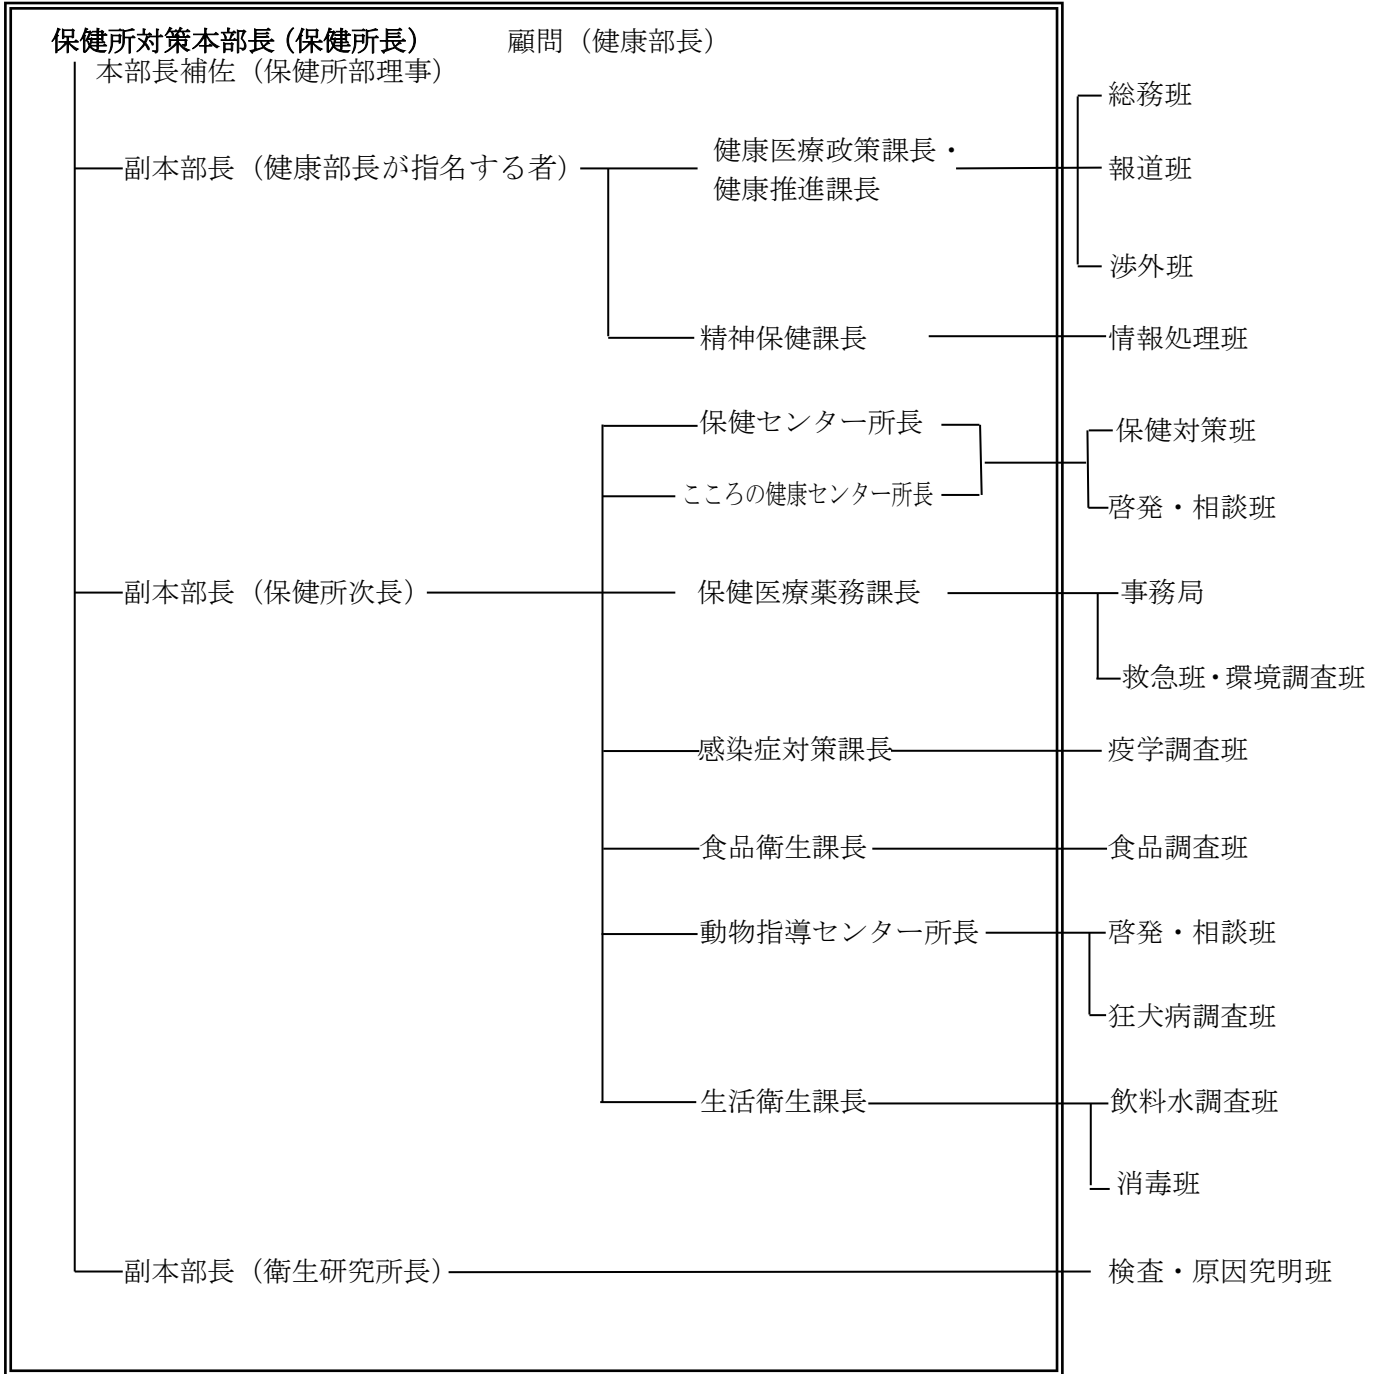 保健所対策本部長（保健所長）　顧問（健康部長）
本部長補佐（保健所部理事）
総務班
副本部長（健康部長が指名する者）
健康医療政策課長・
健康推進課長
報道班
渉外班
精神保健課長
情報処理班
保健センター所長
保健対策班
こころの健康センター所長
啓発・相談班
副本部長（保健所次長）
保健医療薬務課長
事務局
救急班・環境調査班
感染症対策課長
疫学調査班
食品衛生課長
食品調査班
動物指導センター所長
啓発・相談班
狂犬病調査班
生活衛生課長
飲料水調査班
消毒班
副本部長（衛生研究所長）
検査・原因究明班